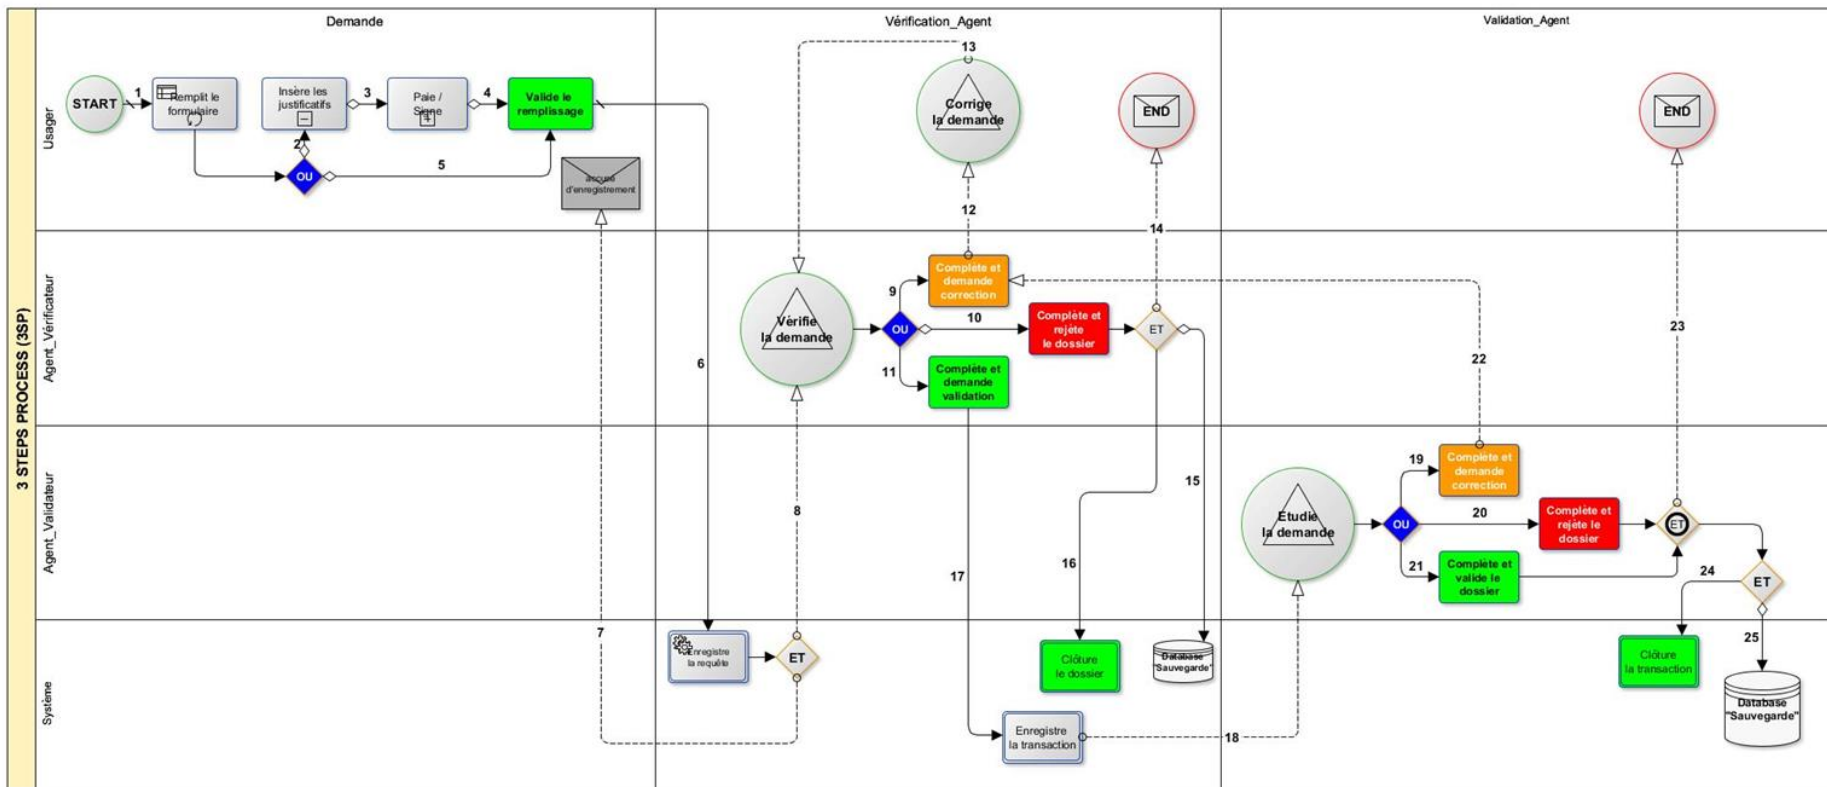 3 STEPS PROCESS (3SP)
Demande
Vérification_Agent
Validation_Agent
Usager
START
1
Remplit le
formulaire
Insère les
justificatifs
3
Paie /
Signe
4
Valide le
remplissage
2
OU
5
accusé
d'enregistrement
13
Corrige
la demande
END
END
12
14
Agent_Vérificateur
6
Vérifie
la demande
OU
9
Complète et
demande
correction
10
Complète et
rejète
le dossier
ET
11
Complète et
demande
validation
22
23
Agent_Validateur
8
17
16
15
Etudie
la demande
OU
19
Complète et
demande
correction
20
Complète et
rejète le
dossier
ET
21
Complète et
valide le
dossier
24
ET
Système
7
Enregistre
la requête
ET
Clôture
le dossier
Database
"Sauvegarde"
Enregistre
la transaction
18
Clôture
la transaction
25
Database
"Sauvegarde"